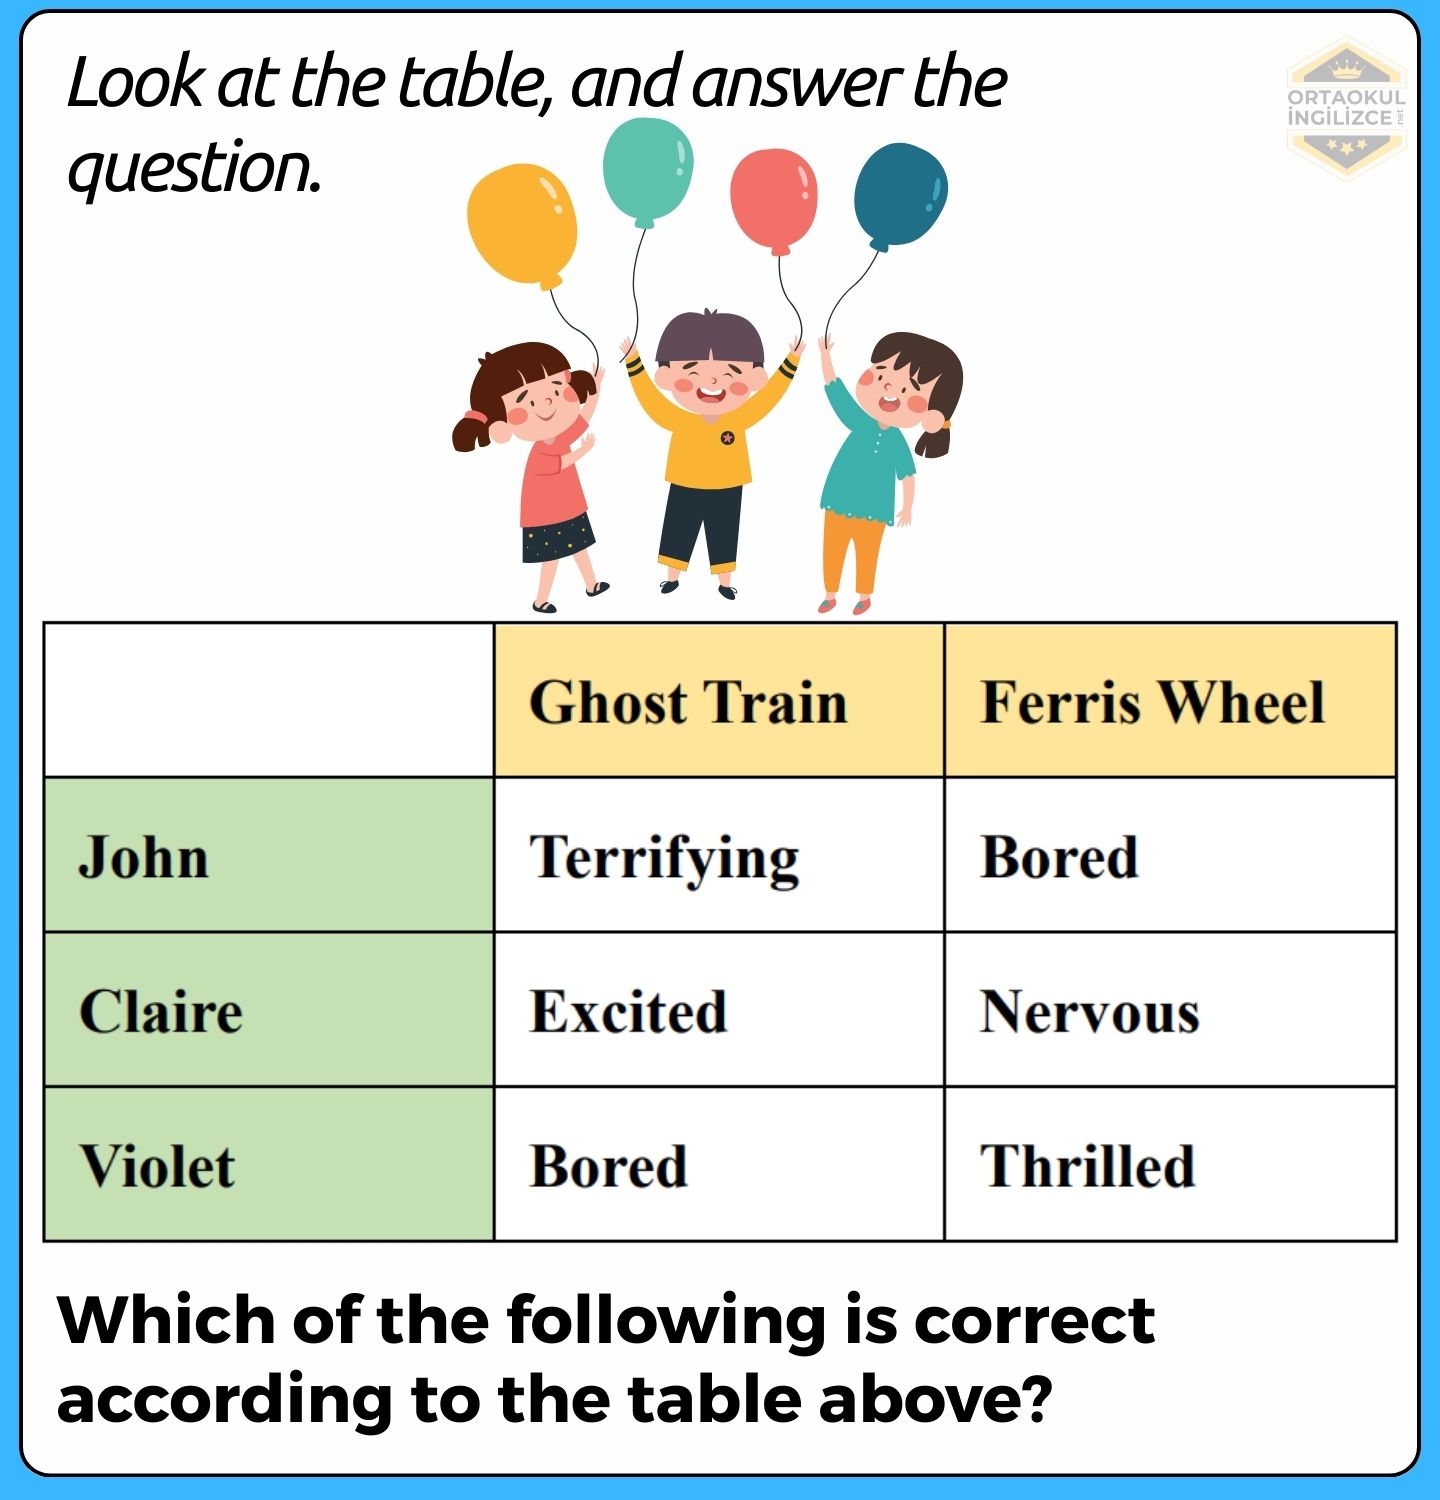 Look at the table, and answer the
question.
ORTAOKUL
İNGİLİZCE
.net
Ghost Train Ferris Wheel
John Terrifying Bored
Claire Excited Nervous
Violet Bored Thrilled
Which of the following is correct
according to the table above?